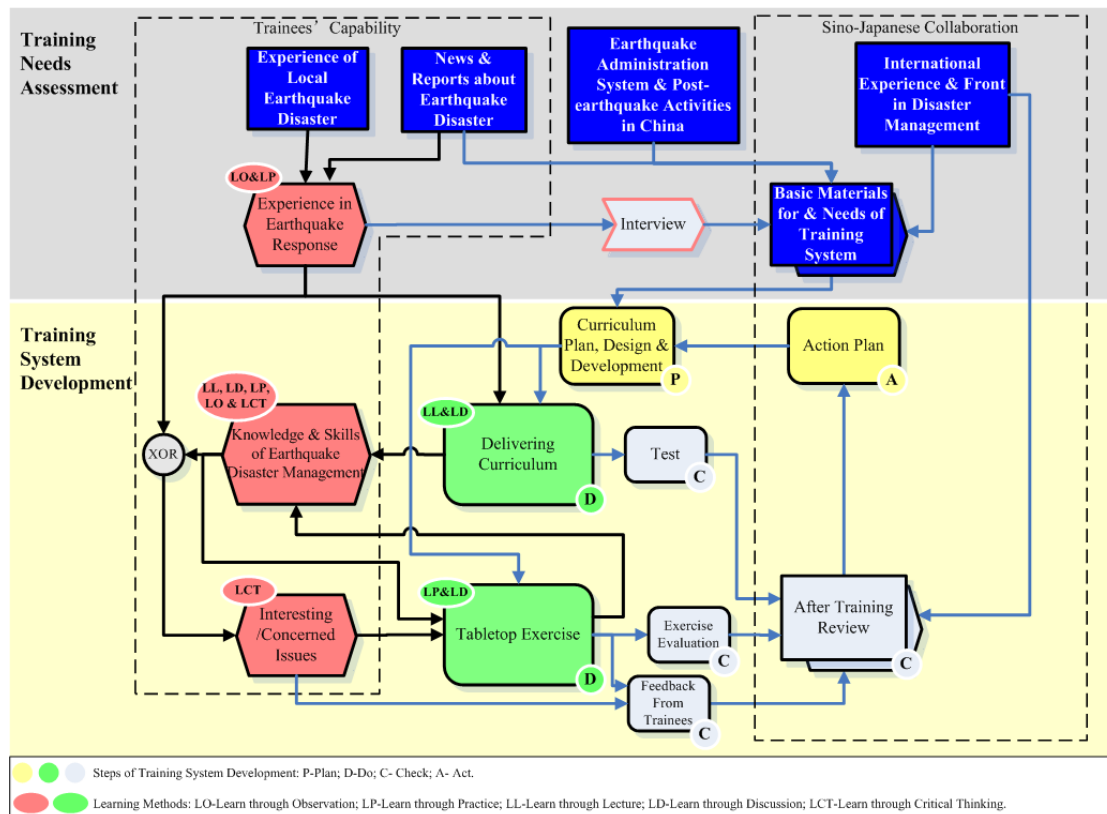 Training
Needs
Assessment
Trainees' Capability
Experience of
Local
Earthquake
Disaster
News &
Reports about
Earthquake
Disaster
Earthquake
Administration
System & Post-
earthquake Activities
in China
Sino-Japanese Collaboration
International
Experience & Front
in Disaster
Management
LO&LP
Experience in
Earthquake
Response
Interview
Basic Materials
for & Needs of
Training
System
Training
System
Development
Curriculum
Plan, Design &
Development
P
Action Plan
A
LL, LD, LP,
LO & LCT
Knowledge & Skills
of Earthquake
Disaster Management
XOR
LL&LD
Delivering
Curriculum
D
Test
C
LCT
Interesting
/Concerned
Issues
LP&LD
Tabletop Exercise
D
Exercise
Evaluation
C
Feedback
From
Trainees
C
After Training
Review
C
Steps of Training System Development: P-Plan; D-Do; C- Check; A- Act.
Learning Methods: LO-Learn through Observation; LP-Learn through Practice; LL-Learn through Lecture; LD-Learn through Discussion; LCT-Learn through Critical Thinking.